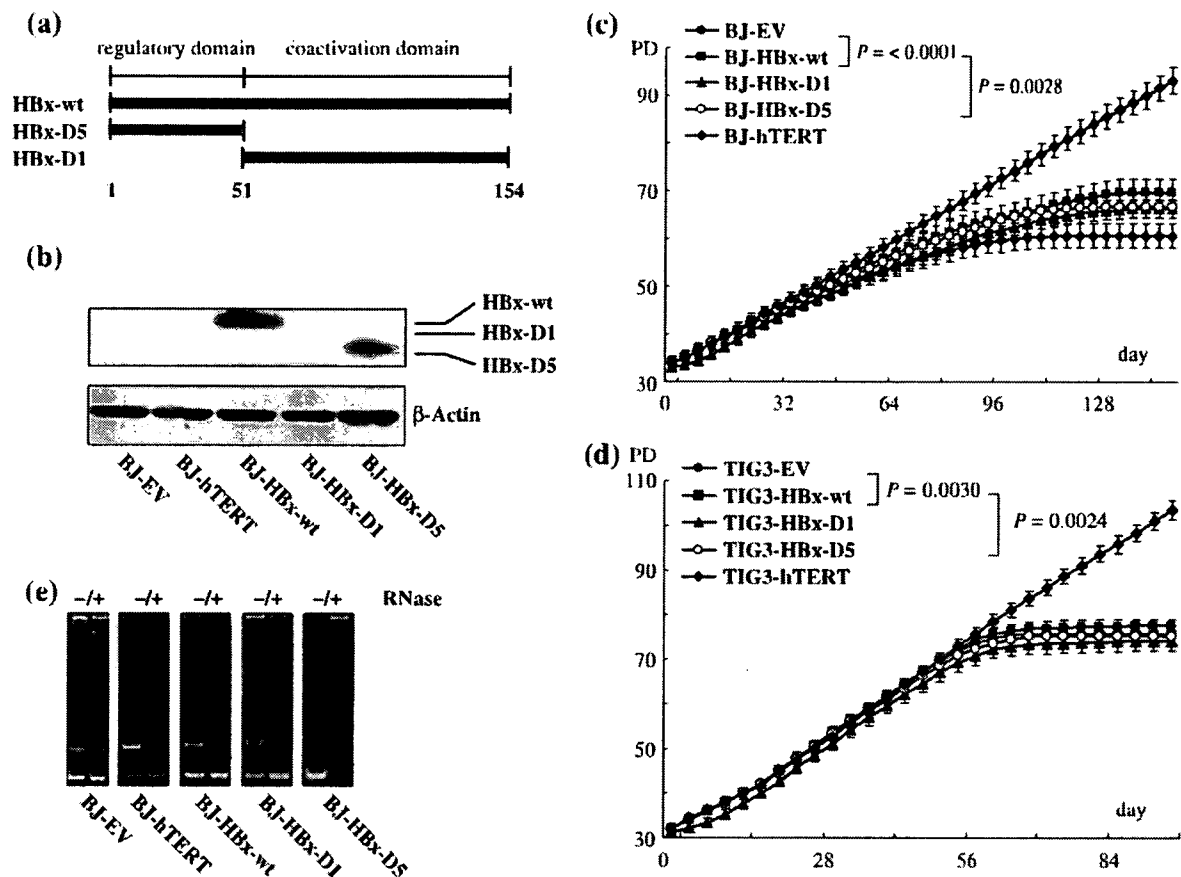 (a)
regulatory domain coactivation domain
HBx-wt
HBx-D5
HBx-D1
1 51 154
(b)
HBx-wt
HBx-D1
HBx-D5
β-Actin
BJ-EV
BJ-hTERT
BJ-HBx-wt
BJ-HBx-D1
BJ-HBx-D5
(c)
PD
BJ-EV
BJ-HBx-wt
BJ-HBx-D1
BJ-HBx-D5
BJ-hTERT
P = < 0.0001
P = 0.0028
90
70
50
30
day
0 32 64 96 128
(d)
PD
TIG3-EV
TIG3-HBx-wt
TIG3-HBx-D1
TIG3-HBx-D5
TIG3-hTERT
P = 0.0030
P = 0.0024
110
90
70
50
30
day
0 28 56 84
(e)
–/+ –/+ –/+ –/+ –/+ RNase
BJ-EV
BJ-hTERT
BJ-HBx-wt
BJ-HBx-D1
BJ-HBx-D5